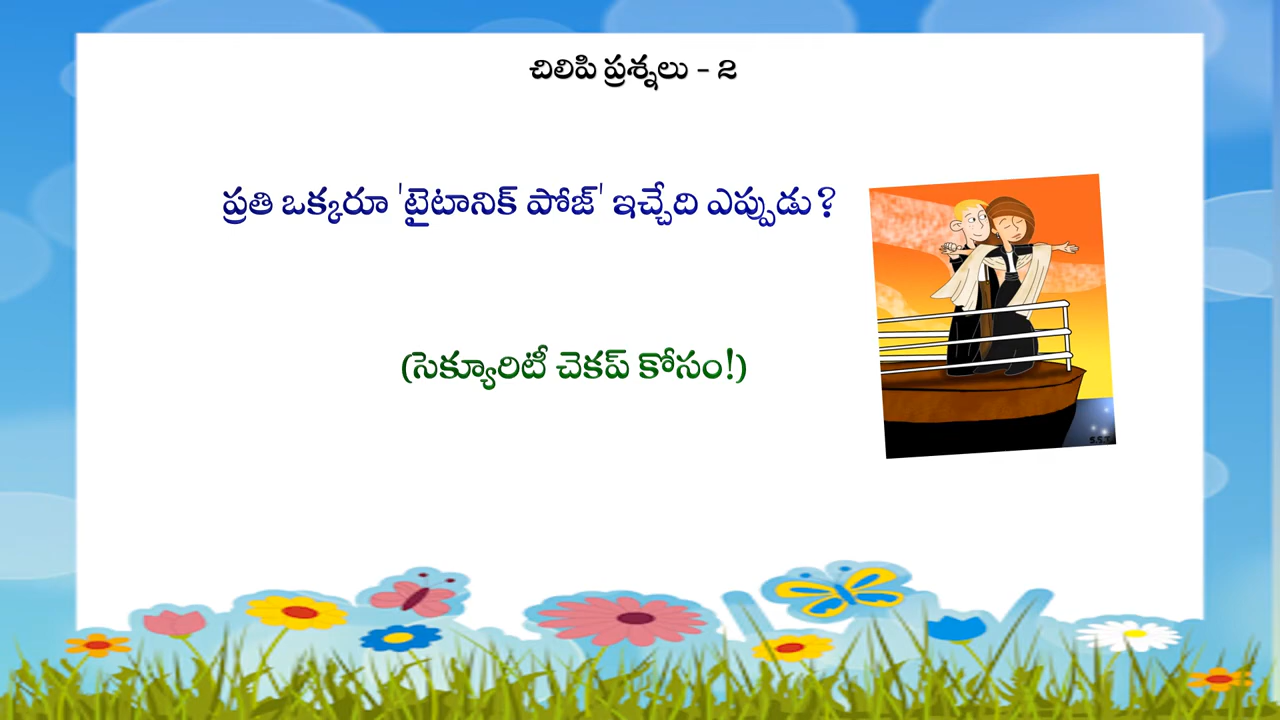 చిలిపి ప్రశ్నలు - 2
ప్రతి ఒక్కరూ 'టైటానిక్ పోజ్' ఇచ్చేది ఎప్పుడు?
(సెక్యూరిటీ చెకప్ కోసం!)